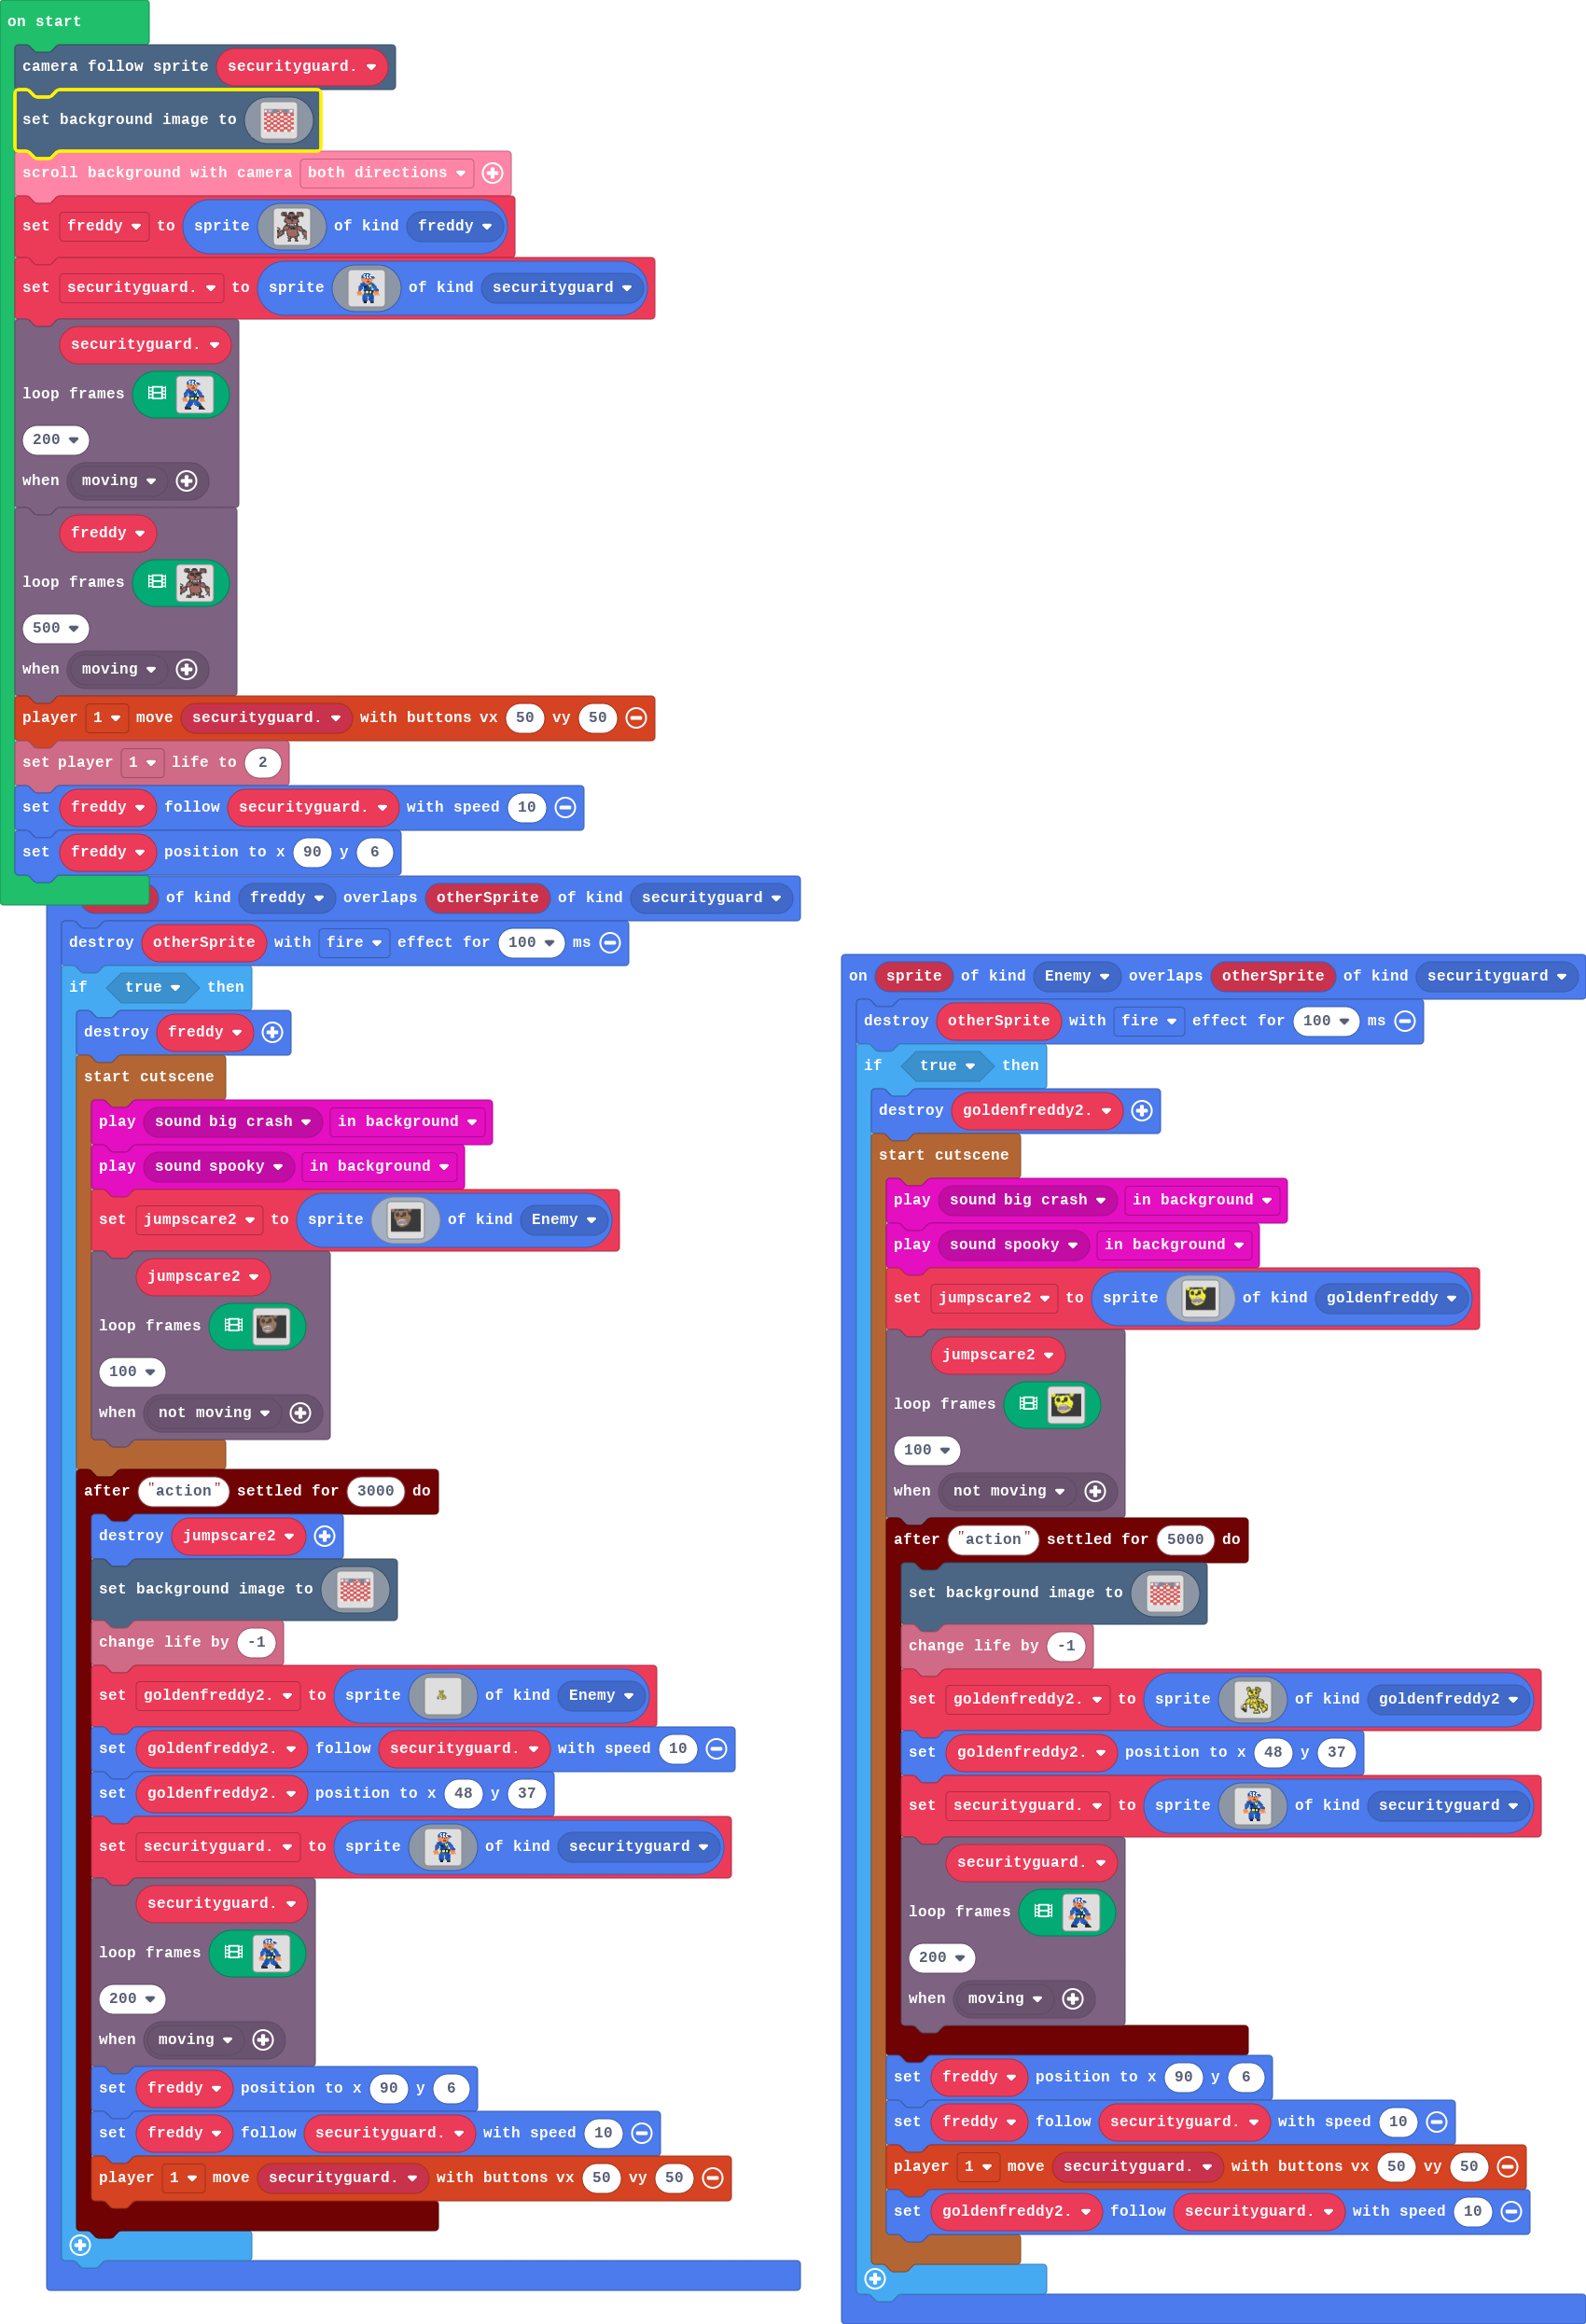 on start
camera follow sprite securityguard.
set background image to
scroll background with camera both directions
set freddy to sprite of kind freddy
set securityguard. to sprite of kind securityguard
securityguard.
loop frames
200
when moving
freddy
loop frames
500
when moving
player 1 move securityguard. with buttons vx 50 vy 50
set player 1 life to 2
set freddy follow securityguard. with speed 10
set freddy position to x 90 y 6
of kind freddy overlaps otherSprite of kind securityguard
destroy otherSprite with fire effect for 100 ms
if true then
destroy freddy
start cutscene
play sound big crash in background
play sound spooky in background
set jumpscare2 to sprite of kind Enemy
jumpscare2
loop frames
100
when not moving
after "action" settled for 3000 do
destroy jumpscare2
set background image to
change life by -1
set goldenfreddy2. to sprite of kind Enemy
set goldenfreddy2. follow securityguard. with speed 10
set goldenfreddy2. position to x 48 y 37
set securityguard. to sprite of kind securityguard
securityguard.
loop frames
200
when moving
set freddy position to x 90 y 6
set freddy follow securityguard. with speed 10
player 1 move securityguard. with buttons vx 50 vy 50
on sprite of kind Enemy overlaps otherSprite of kind securityguard
destroy otherSprite with fire effect for 100 ms
if true then
destroy goldenfreddy2.
start cutscene
play sound big crash in background
play sound spooky in background
set jumpscare2 to sprite of kind goldenfreddy
jumpscare2
loop frames
100
when not moving
after "action" settled for 5000 do
set background image to
change life by -1
set goldenfreddy2. to sprite of kind goldenfreddy2
set goldenfreddy2. position to x 48 y 37
set securityguard. to sprite of kind securityguard
securityguard.
loop frames
200
when moving
set freddy position to x 90 y 6
set freddy follow securityguard. with speed 10
player 1 move securityguard. with buttons vx 50 vy 50
set goldenfreddy2. follow securityguard. with speed 10